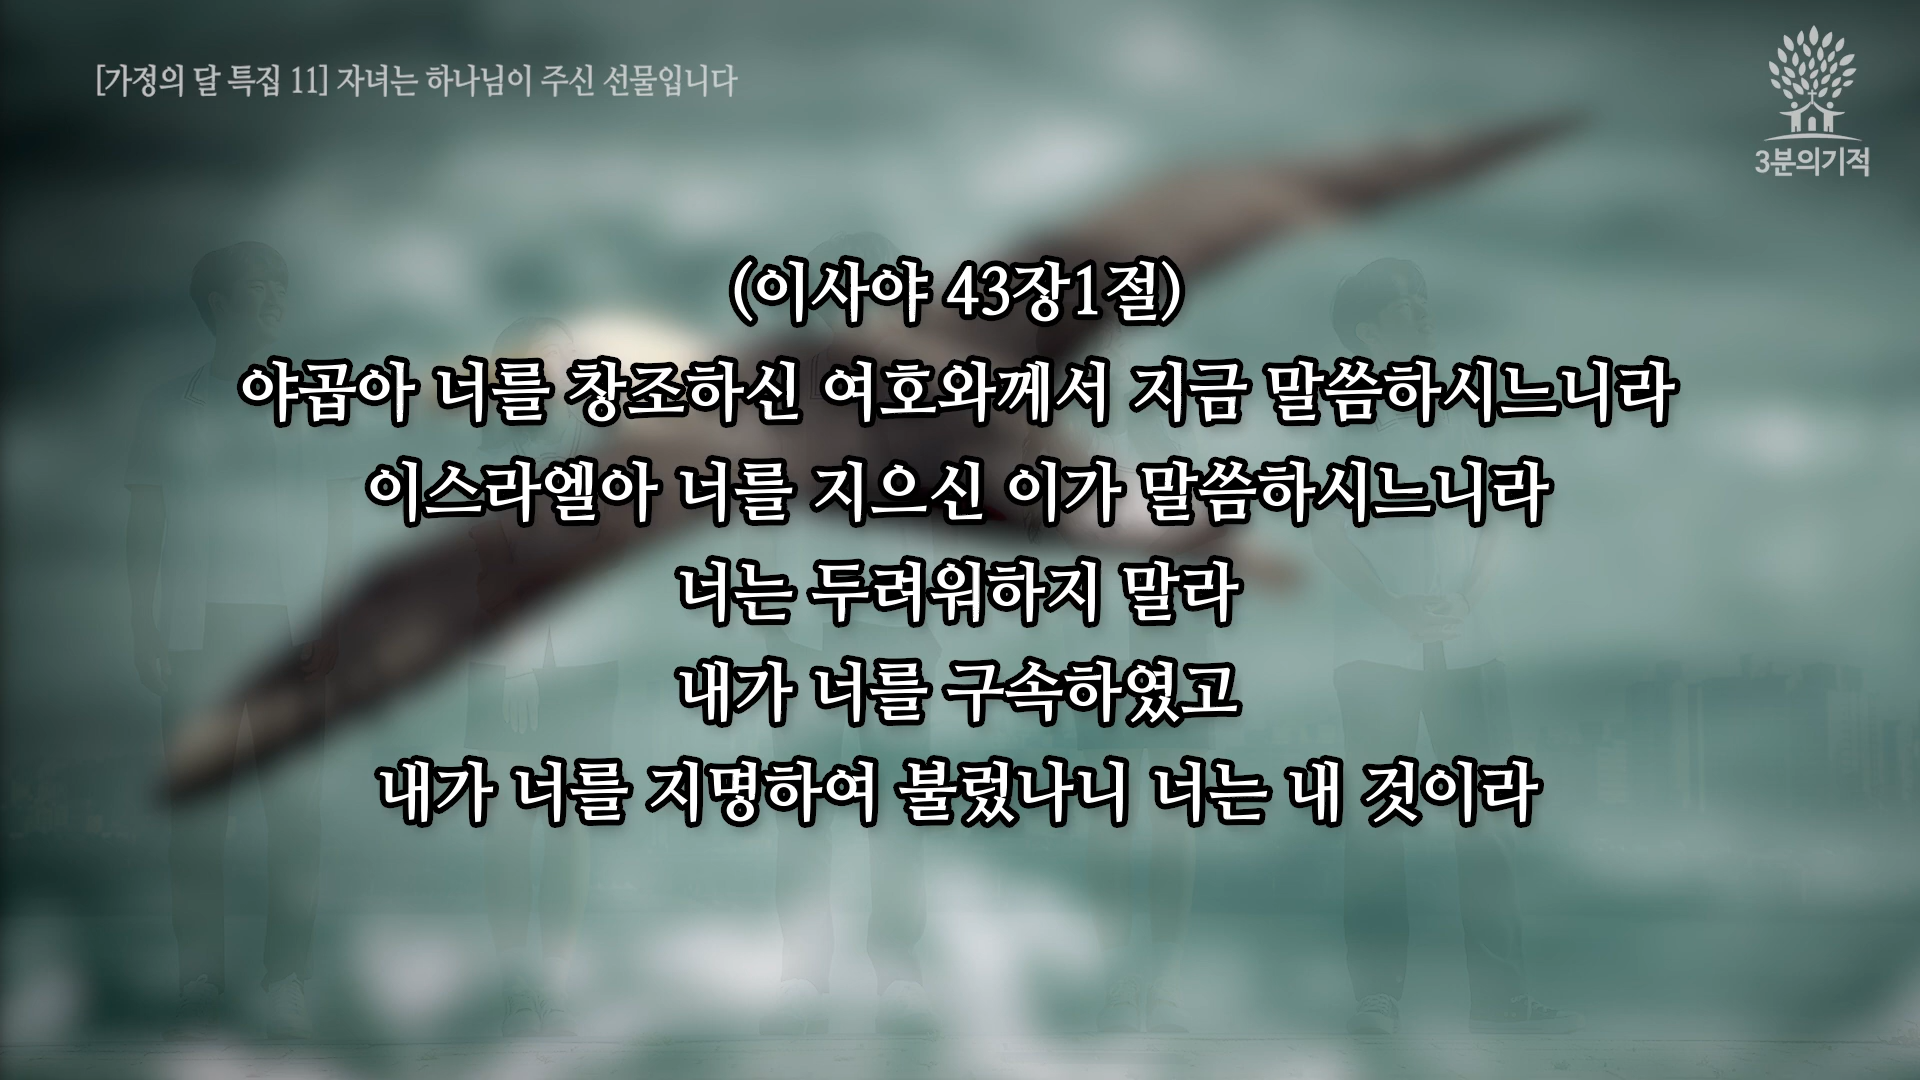 [가정의 달 특집 11] 자녀는 하나님이 주신 선물입니다
3분의기적
(이사야 43장1절)
야곱아 너를 창조하신 여호와께서 지금 말씀하시느니라
이스라엘아 너를 지으신 이가 말씀하시느니라
너는 두려워하지 말라
내가 너를 구속하였고
내가 너를 지명하여 불렀나니 너는 내 것이라